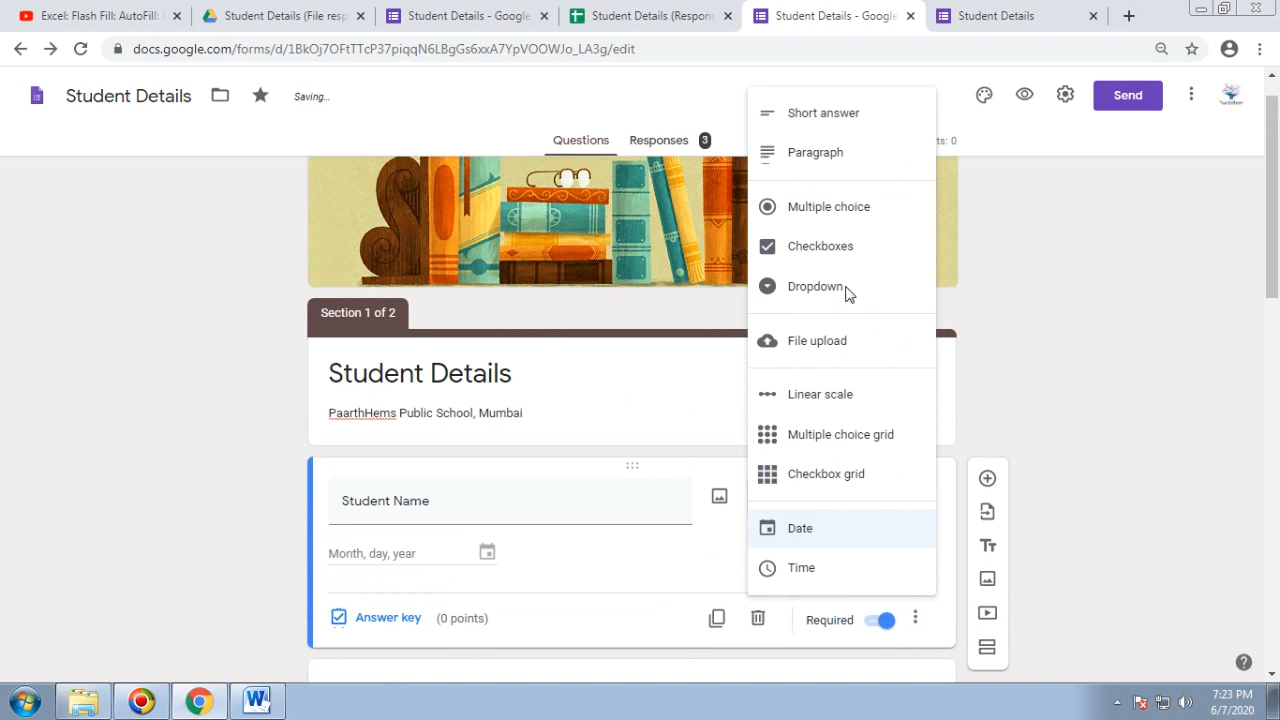 Excel Flash Fill: AutoFill:
Student Details (File Resp
Student Details - Google
Student Details (Respons
Student Details - Google
Student Details
docs.google.com/forms/d/1BkOj7OFtTTcP37piqqN6LBgGs6xxA7YpVOOWJo_LA3g/edit
Student Details
Saving...
Send
Questions
Responses
3
ts: 0
Short answer
Paragraph
Multiple choice
Checkboxes
Dropdown
File upload
Linear scale
Multiple choice grid
Checkbox grid
Date
Time
Section 1 of 2
Student Details
PaarthHems Public School, Mumbai
Student Name
Month, day, year
Answer key
(0 points)
Required
7:23 PM
6/7/2020